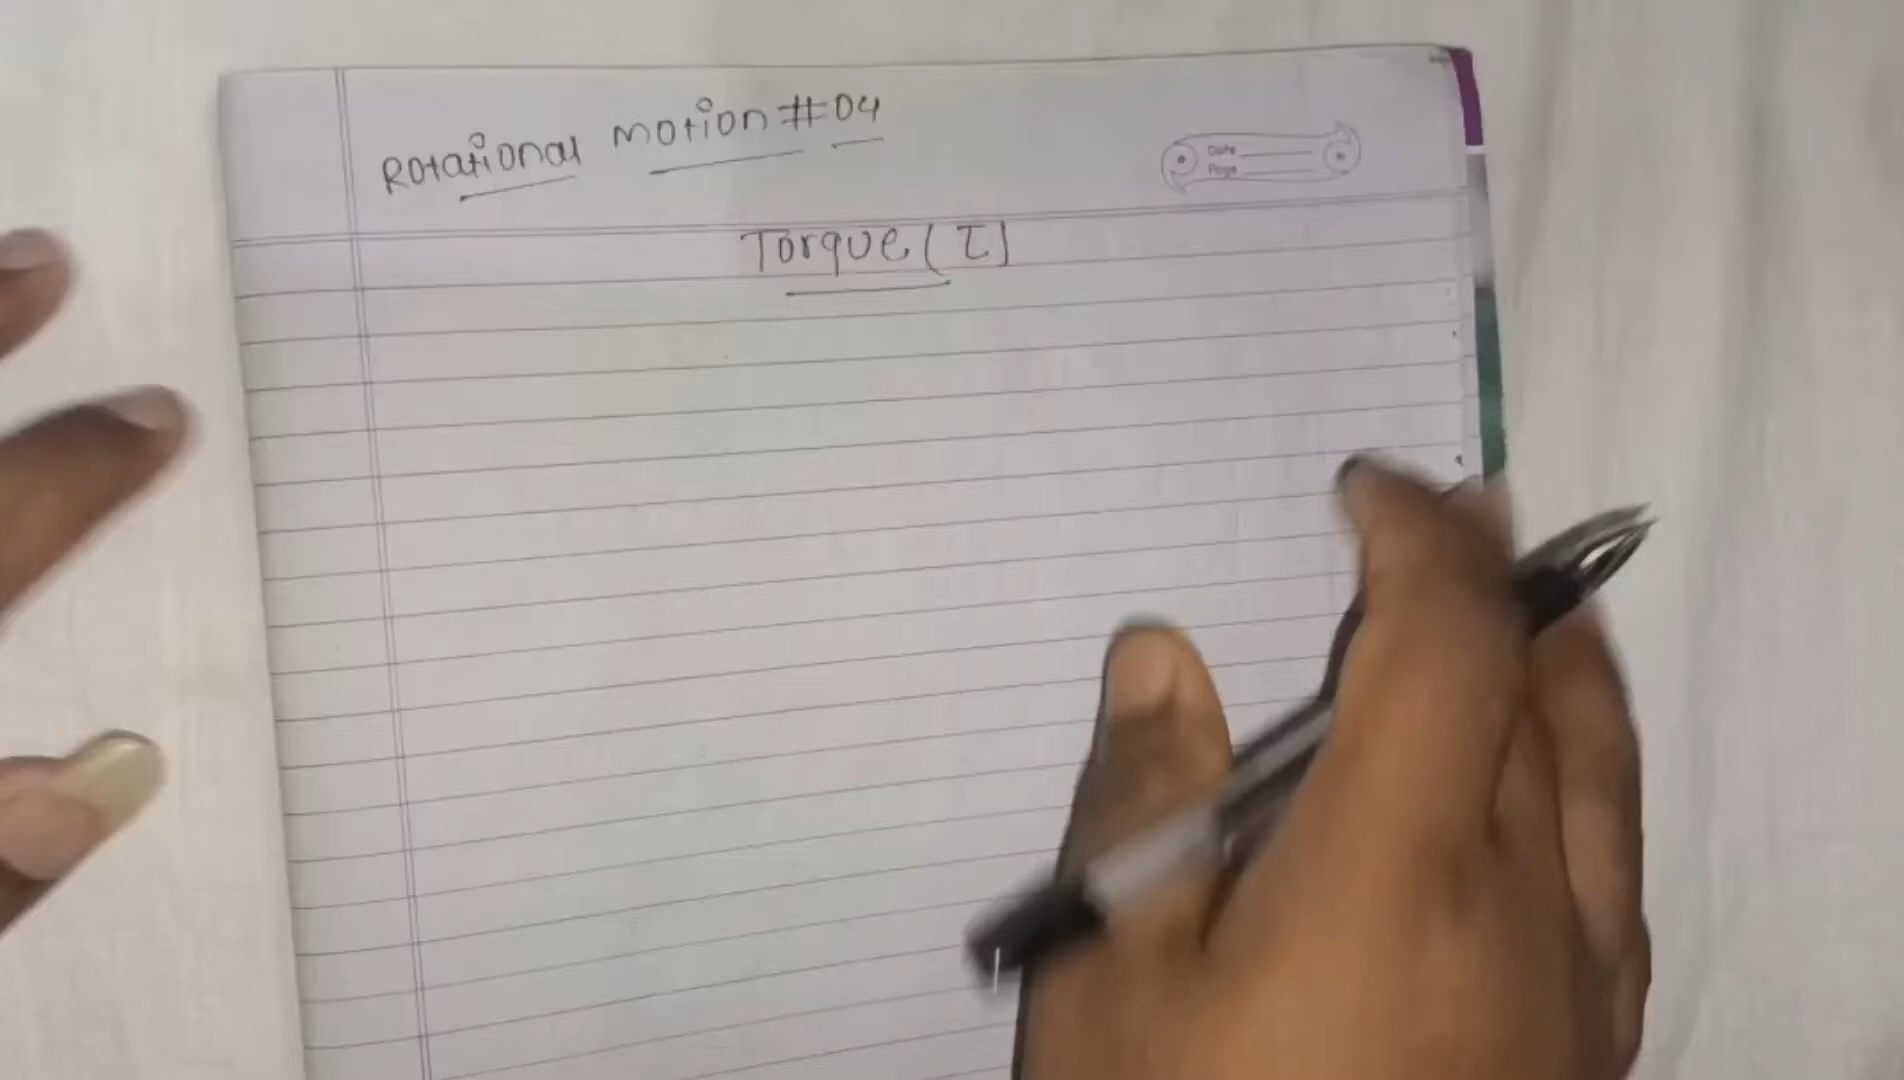 Rotational motion #04
Date
Page
Torque (τ)